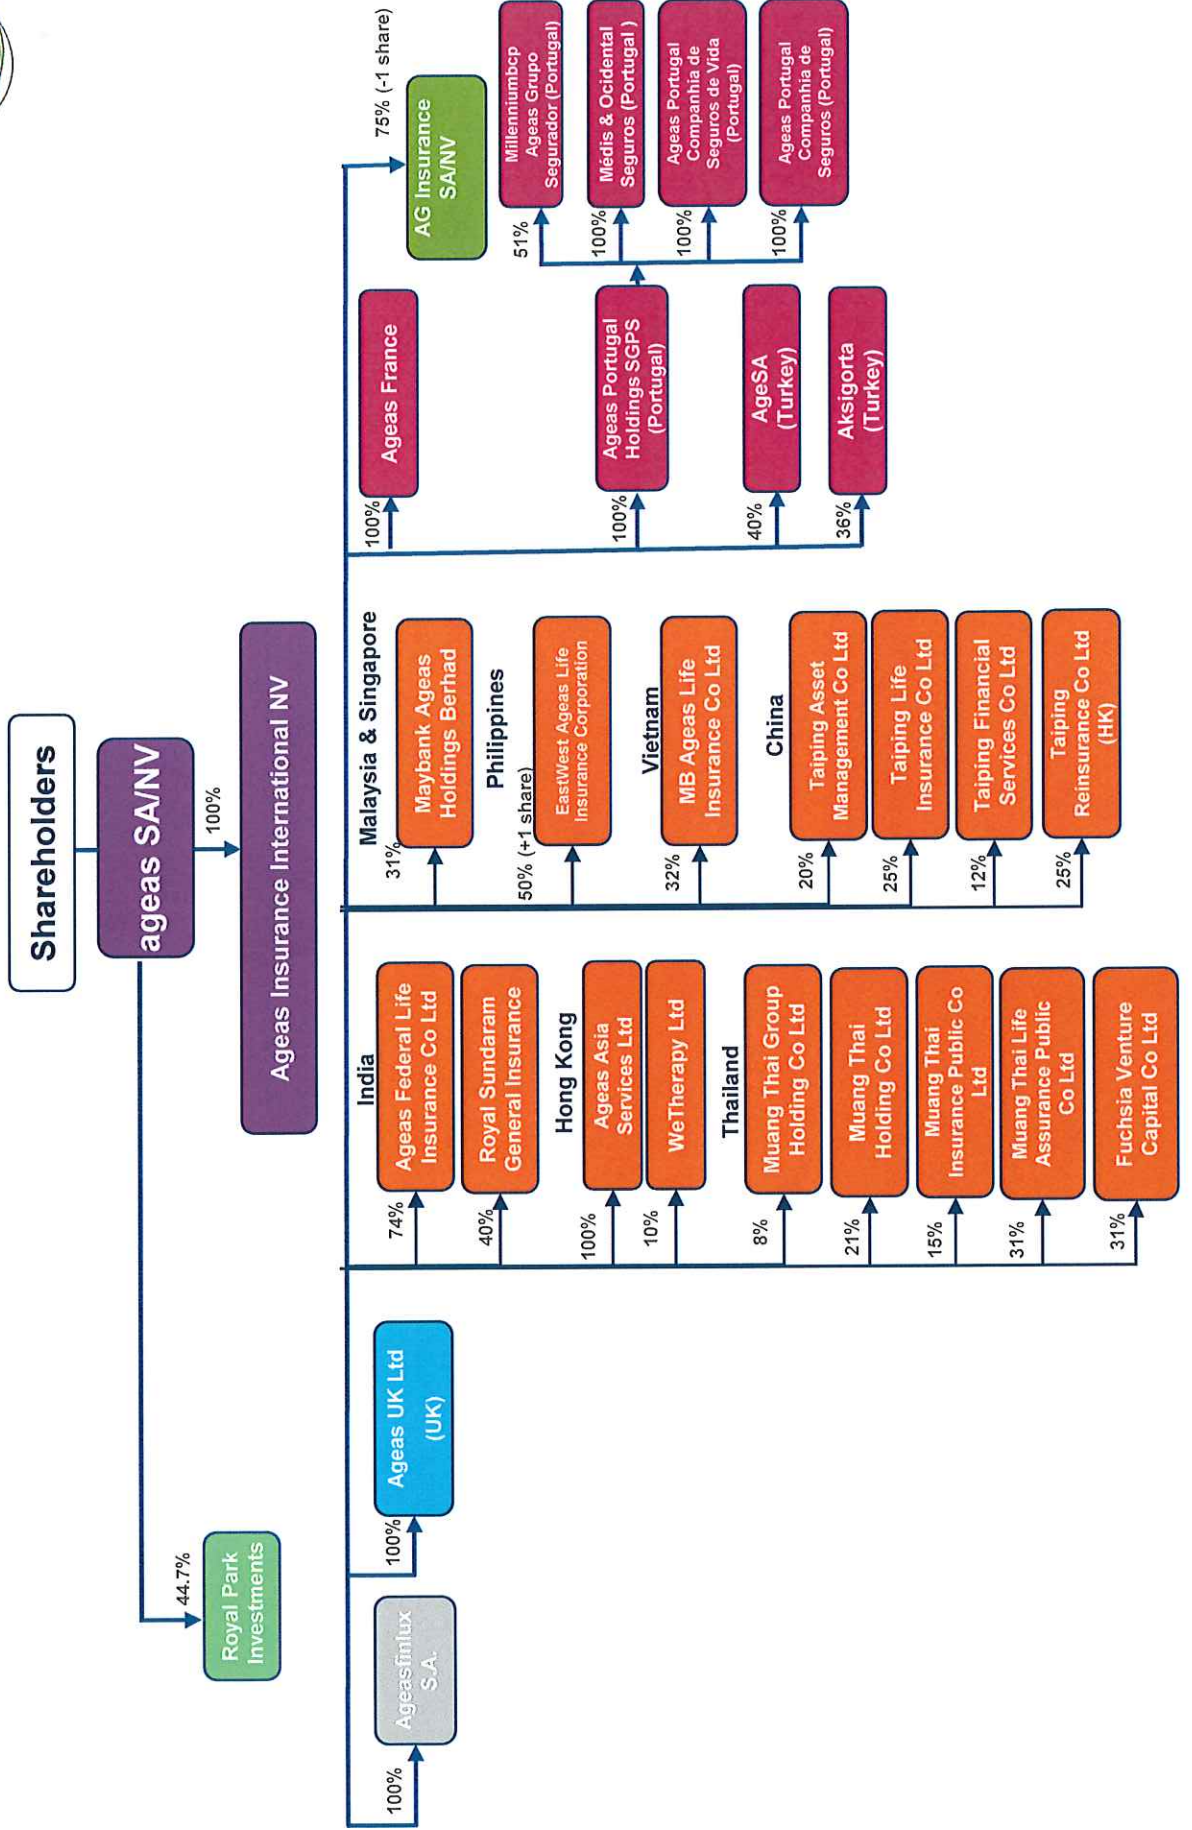 Shareholders
ageas SA/NV
44.7%
Royal Park
Investments
100%
Ageas Insurance International NV
100%
Ageasfinlux
S.A.
100%
Ageas UK Ltd
(UK)
India
74%
Ageas Federal Life
Insurance Co Ltd
40%
Royal Sundaram
General Insurance
Hong Kong
100%
Ageas Asia
Services Ltd
10%
WeTherapy Ltd
Thailand
8%
Muang Thai Group
Holding Co Ltd
21%
Muang Thai
Holding Co Ltd
15%
Muang Thai
Insurance Public Co
Ltd
31%
Muang Thai Life
Assurance Public
Co Ltd
31%
Fuchsia Venture
Capital Co Ltd
Malaysia & Singapore
31%
Maybank Ageas
Holdings Berhad
Philippines
50% (+1 share)
EastWest Ageas Life
Insurance Corporation
Vietnam
32%
MB Ageas Life
Insurance Co Ltd
China
20%
Taiping Asset
Management Co Ltd
25%
Taiping Life
Insurance Co Ltd
12%
Taiping Financial
Services Co Ltd
25%
Taiping
Reinsurance Co Ltd
(HK)
100%
Ageas France
100%
Ageas Portugal
Holdings SGPS
(Portugal)
40%
AgeSA
(Turkey)
36%
Aksigorta
(Turkey)
75% (-1 share)
AG Insurance
SA/NV
51%
Millenniumbcp
Ageas Grupo
Segurador (Portugal)
100%
Médis & Ocidental
Seguros (Portugal )
100%
Ageas Portugal
Companhia de
Seguros de Vida
(Portugal)
100%
Ageas Portugal
Companhia de
Seguros (Portugal)